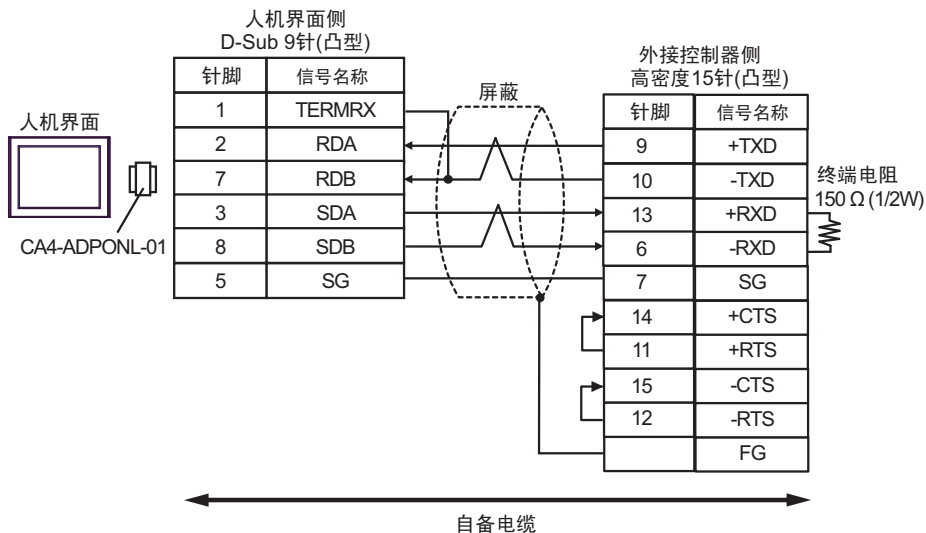 人机界面侧
D-Sub 9针(凸型)
针脚 信号名称
1 TERMRX
2 RDA
7 RDB
3 SDA
8 SDB
5 SG
人机界面
CA4-ADPONL-01
屏蔽
外接控制器侧
高密度15针(凸型)
针脚 信号名称
9 +TXD
10 -TXD
13 +RXD
6 -RXD
7 SG
14 +CTS
11 +RTS
15 -CTS
12 -RTS
FG
终端电阻
150 Ω (1/2W)
自备电缆